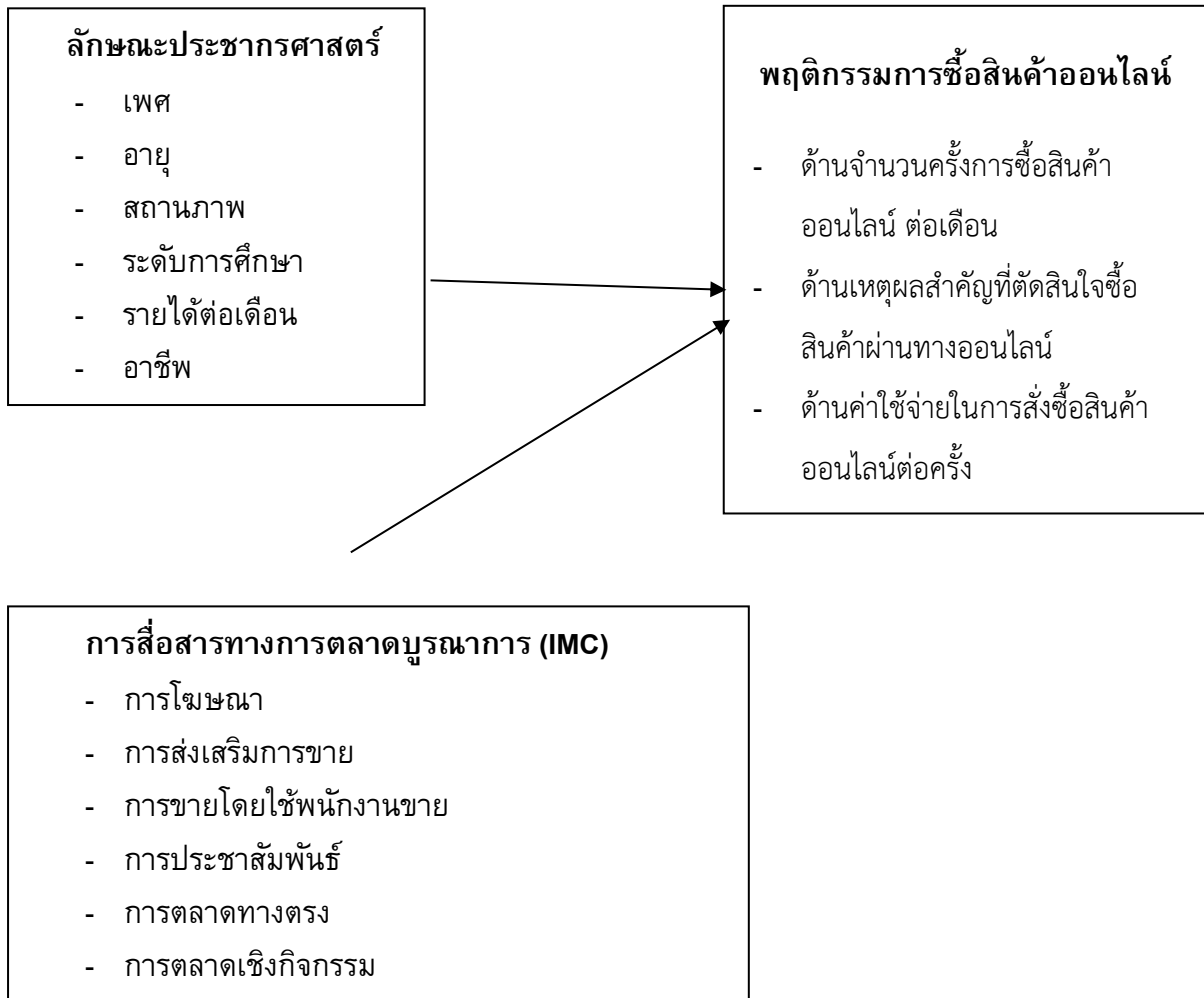 ลักษณะประชากรศาสตร์
- เพศ
- อายุ
- สถานภาพ
- ระดับการศึกษา
- รายได้ต่อเดือน
- อาชีพ
พฤติกรรมการซื้อสินค้าออนไลน์
- ด้านจำนวนครั้งการซื้อสินค้า
ออนไลน์ ต่อเดือน
- ด้านเหตุผลสำคัญที่ตัดสินใจซื้อ
สินค้าผ่านทางออนไลน์
- ด้านค่าใช้จ่ายในการสั่งซื้อสินค้า
ออนไลน์ต่อครั้ง
การสื่อสารทางการตลาดบูรณาการ (IMC)
- การโฆษณา
- การส่งเสริมการขาย
- การขายโดยใช้พนักงานขาย
- การประชาสัมพันธ์
- การตลาดทางตรง
- การตลาดเชิงกิจกรรม